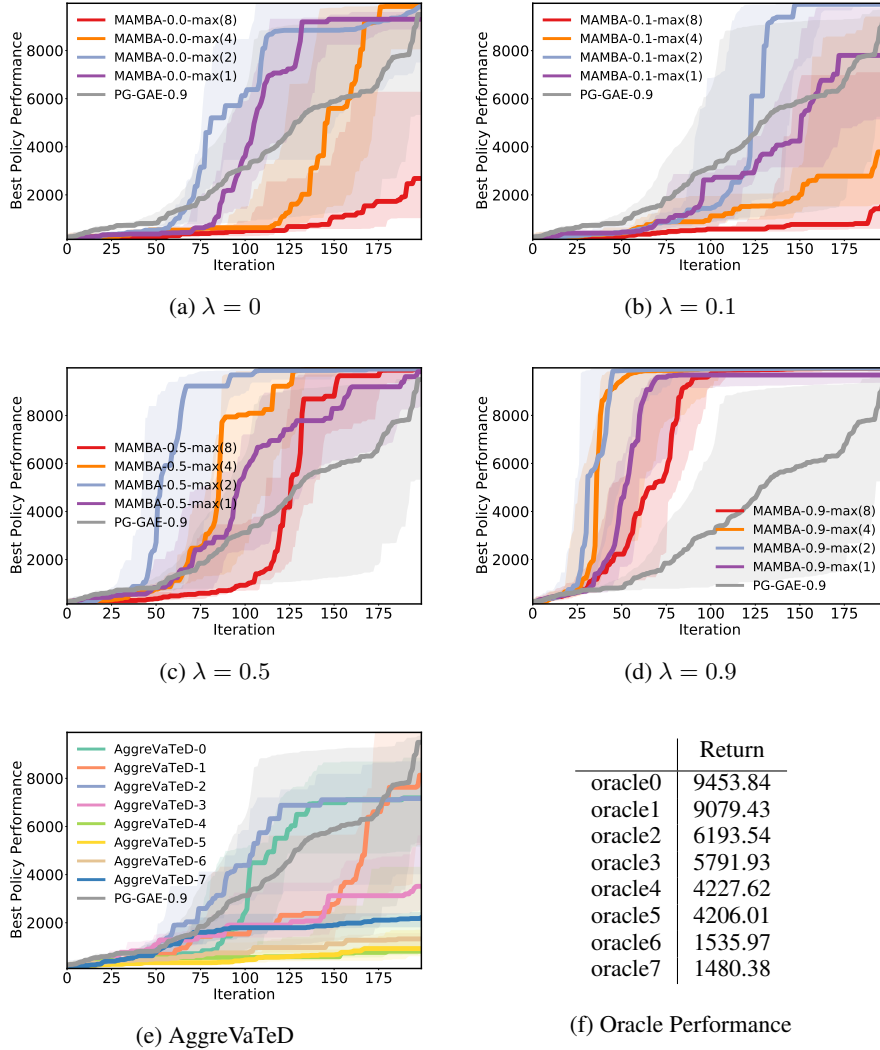 Best Policy Performance
8000
6000
4000
2000
MAMBA-0.0-max(8)
MAMBA-0.0-max(4)
MAMBA-0.0-max(2)
MAMBA-0.0-max(1)
PG-GAE-0.9
0 25 50 75 100 125 150 175
Iteration
(a) λ = 0
Best Policy Performance
8000
6000
4000
2000
MAMBA-0.1-max(8)
MAMBA-0.1-max(4)
MAMBA-0.1-max(2)
MAMBA-0.1-max(1)
PG-GAE-0.9
0 25 50 75 100 125 150 175
Iteration
(b) λ = 0.1
Best Policy Performance
8000
6000
4000
2000
MAMBA-0.5-max(8)
MAMBA-0.5-max(4)
MAMBA-0.5-max(2)
MAMBA-0.5-max(1)
PG-GAE-0.9
0 25 50 75 100 125 150 175
Iteration
(c) λ = 0.5
Best Policy Performance
8000
6000
4000
2000
MAMBA-0.9-max(8)
MAMBA-0.9-max(4)
MAMBA-0.9-max(2)
MAMBA-0.9-max(1)
PG-GAE-0.9
0 25 50 75 100 125 150 175
Iteration
(d) λ = 0.9
Best Policy Performance
8000
6000
4000
2000
AggreVaTeD-0
AggreVaTeD-1
AggreVaTeD-2
AggreVaTeD-3
AggreVaTeD-4
AggreVaTeD-5
AggreVaTeD-6
AggreVaTeD-7
PG-GAE-0.9
0 25 50 75 100 125 150 175
Iteration
(e) AggreVaTeD
Return
oracle0 9453.84
oracle1 9079.43
oracle2 6193.54
oracle3 5791.93
oracle4 4227.62
oracle5 4206.01
oracle6 1535.97
oracle7 1480.38
(f) Oracle Performance